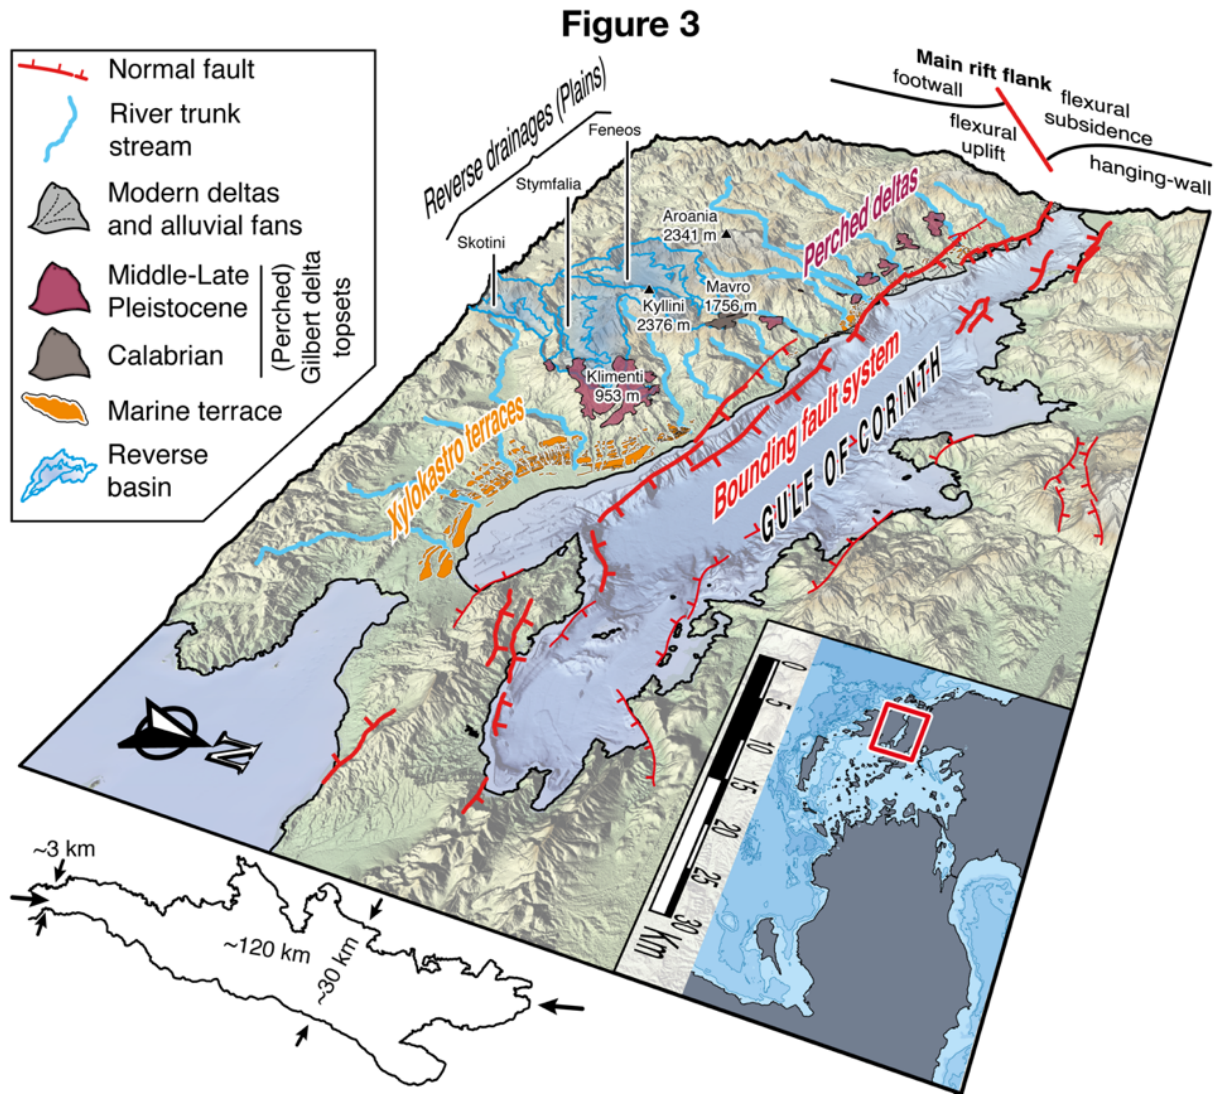 Figure 3
Normal fault
River trunk
stream
Modern deltas
and alluvial fans
Middle-Late
Pleistocene
Calabrian
(Perched)
Gilbert delta
topsets
Marine terrace
Reverse
basin
Main rift flank
footwall
flexural
subsidence
flexural
uplift
hanging-wall
Reverse drainages (Plains)
Feneos
Stymfalia
Skotini
Aroania
2341 m
Perched deltas
Kyllini
2376 m
Mavro
1756 m
Klimenti
953 m
Xylokastro terraces
Bounding fault system
GULF OF CORINTH
N
0
5
10
15
20
25
30 Km
~3 km
~120 km
~30 km